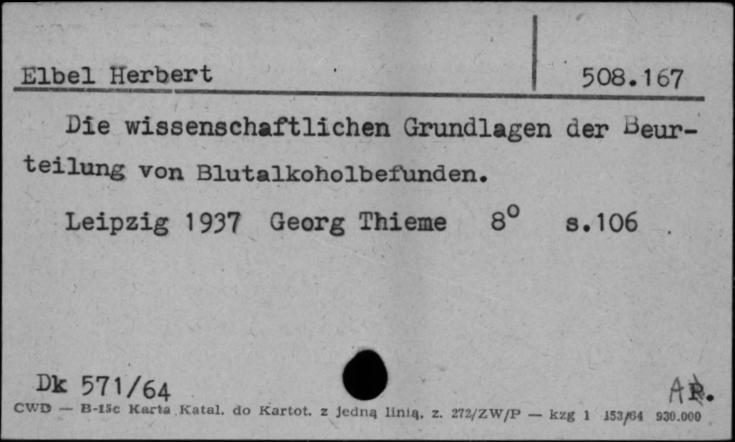 Elbel Herbert 508.167
Die wissenschaftlichen Grundlagen der Beur-
teilung von Blutalkoholbefunden.
Leipzig 1937 Georg Thieme 8° s.106
Dk 571/64
CWD — B-15c Karta Katal. do Kartot. z jedną linią. z. 272/ZW/P — kzg 1 153/64 930.000